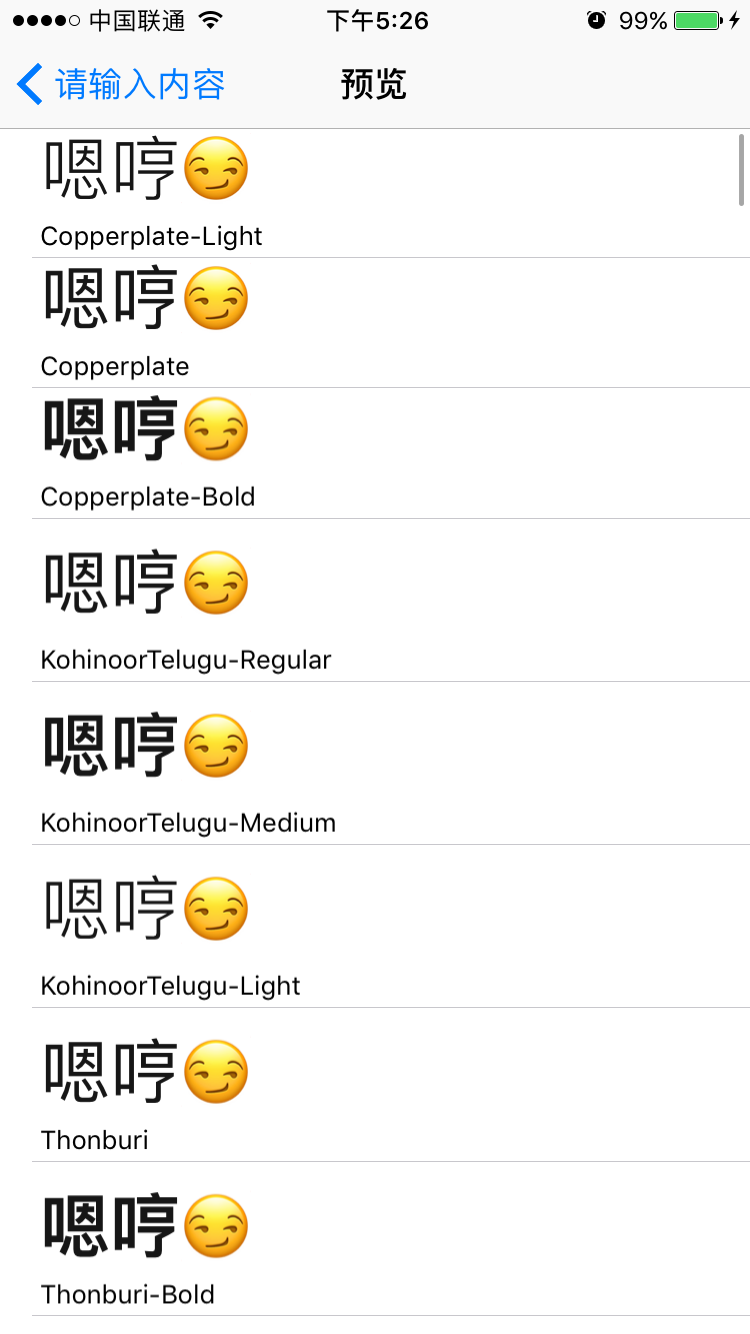 中国联通 下午5:26 99%
请输入内容 预览
嗯哼😏
Copperplate-Light
嗯哼😏
Copperplate
嗯哼😏
Copperplate-Bold
嗯哼😏
KohinoorTelugu-Regular
嗯哼😏
KohinoorTelugu-Medium
嗯哼😏
KohinoorTelugu-Light
嗯哼😏
Thonburi
嗯哼😏
Thonburi-Bold